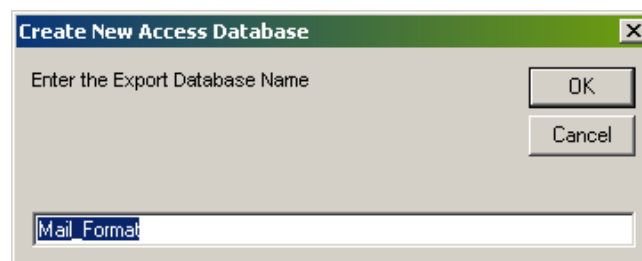 Create New Access Database
Enter the Export Database Name
OK
Cancel
Mail_Format